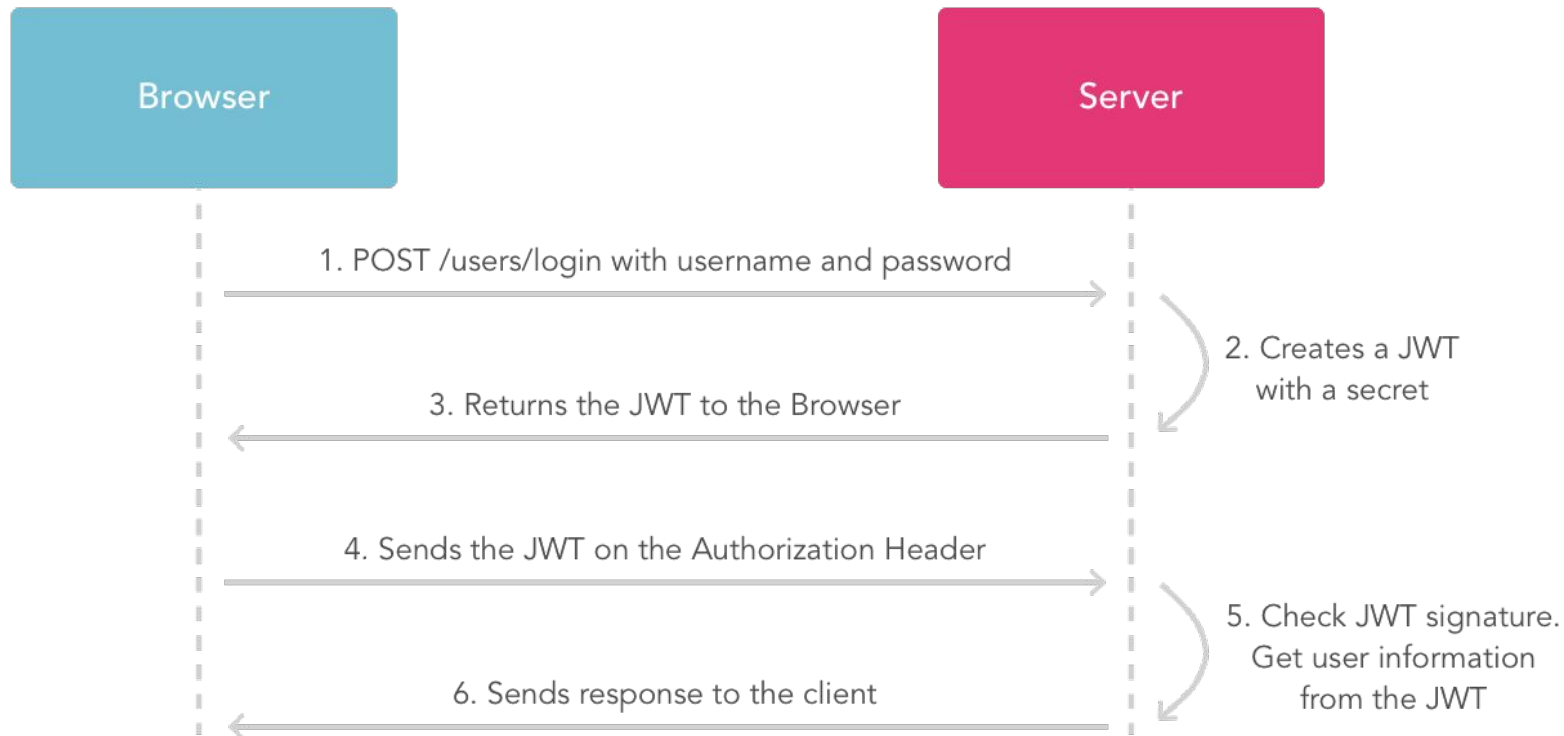 Browser
Server
1. POST /users/login with username and password
2. Creates a JWT
with a secret
3. Returns the JWT to the Browser
4. Sends the JWT on the Authorization Header
5. Check JWT signature.
Get user information
from the JWT
6. Sends response to the client